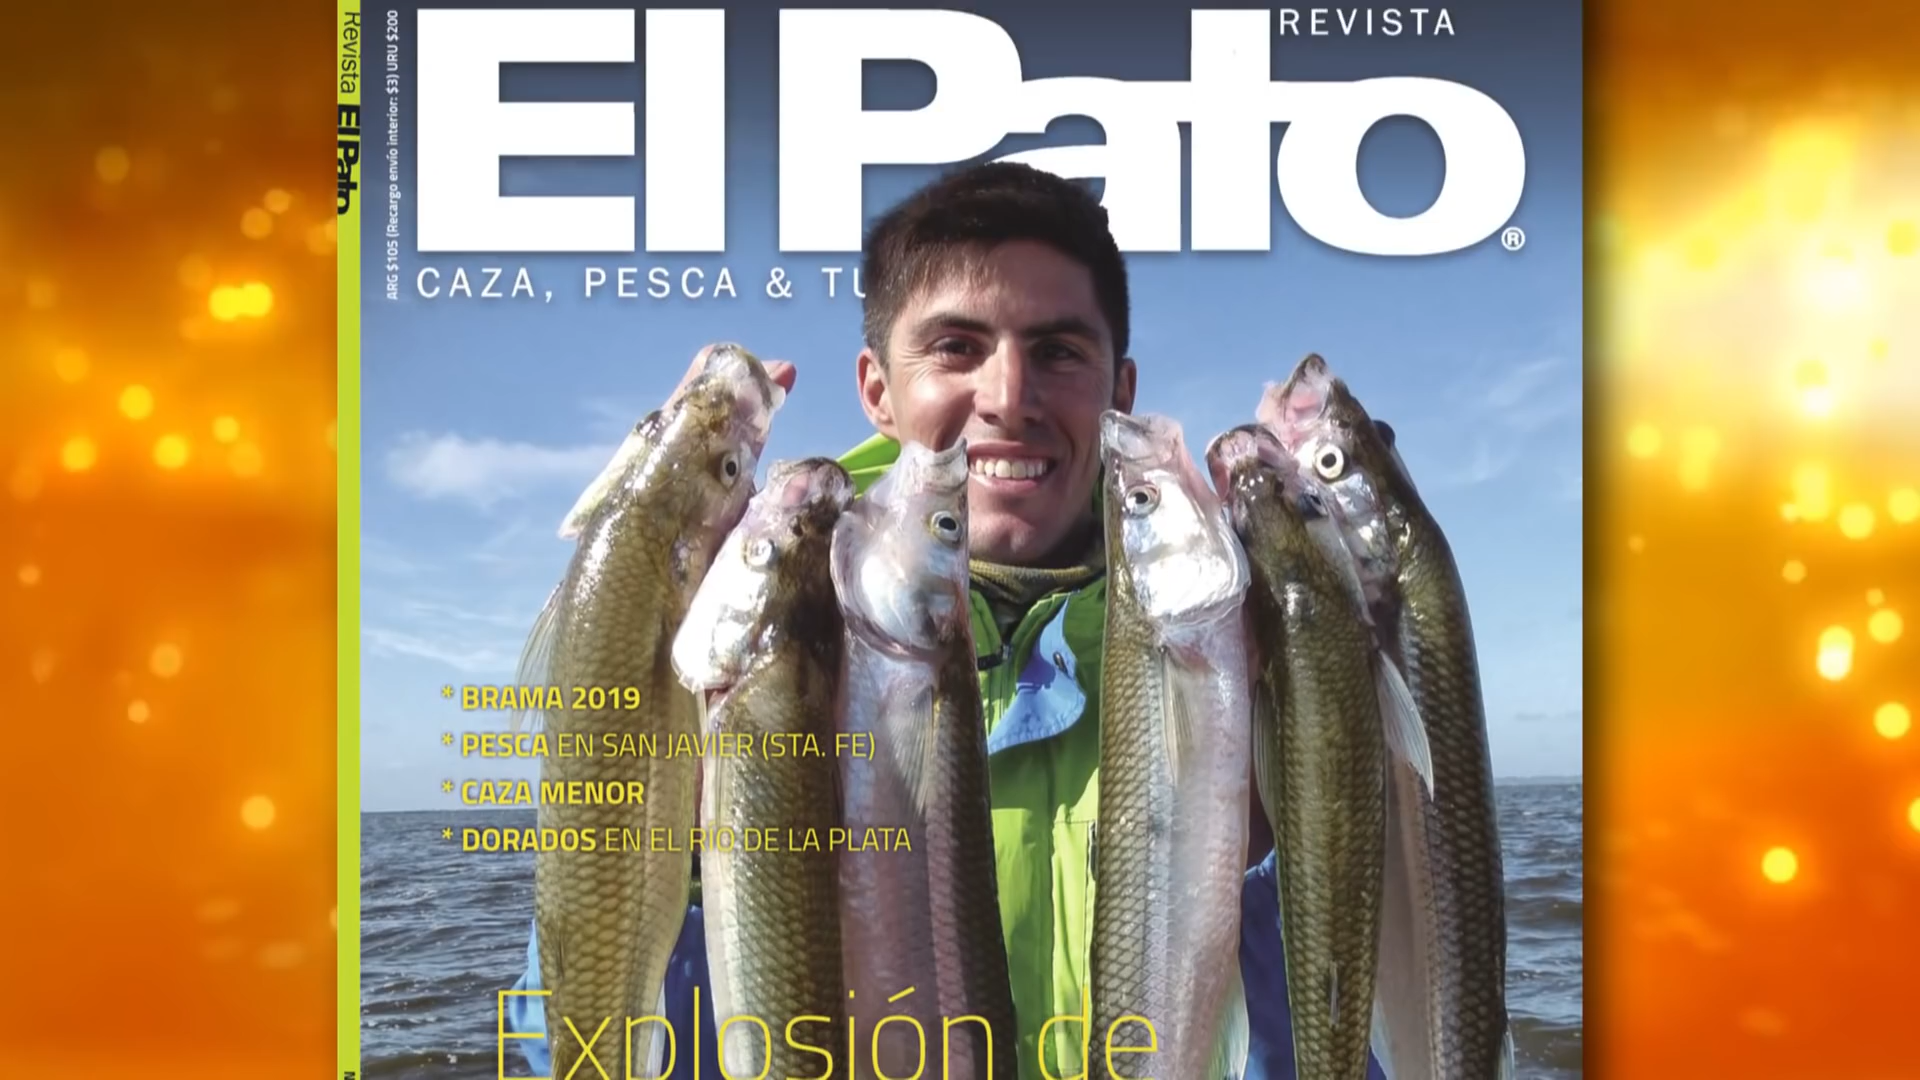 REVISTA
El Pato®
CAZA, PESCA & TU
Revista El Pato
ARG $105 (Recargo envío interior: $3) URU $200
* BRAMA 2019
* PESCA EN SAN JAVIER (STA. FE)
* CAZA MENOR
* DORADOS EN EL RÍO DE LA PLATA
Explosión de
N